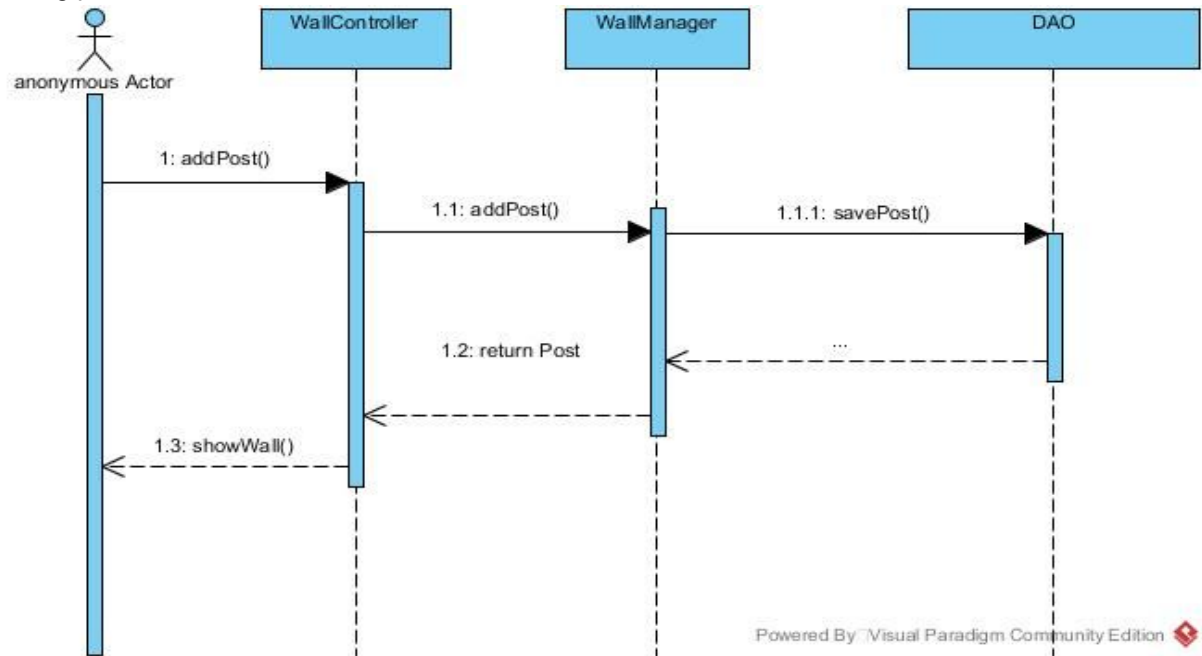 WallController
WallManager
DAO
anonymous Actor
1: addPost()
1.1: addPost()
1.1.1: savePost()
1.2: return Post
...
1.3: showWall()
Powered By Visual Paradigm Community Edition